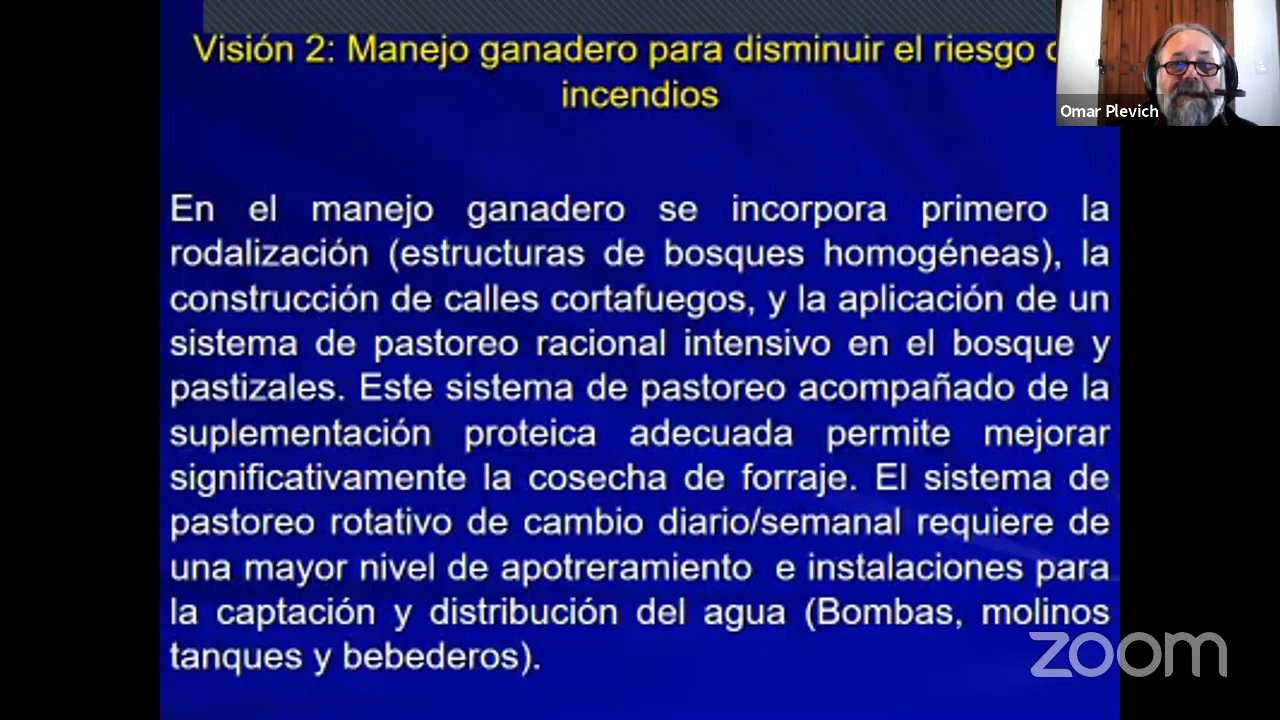 Visión 2: Manejo ganadero para disminuir el riesgo
incendios
Omar Plevich
En el manejo ganadero se incorpora primero la
rodalización (estructuras de bosques homogéneas), la
construcción de calles cortafuegos, y la aplicación de un
sistema de pastoreo racional intensivo en el bosque y
pastizales. Este sistema de pastoreo acompañado de la
suplementación proteica adecuada permite mejorar
significativamente la cosecha de forraje. El sistema de
pastoreo rotativo de cambio diario/semanal requiere de
una mayor nivel de apotreramiento e instalaciones para
la captación y distribución del agua (Bombas, molinos
tanques y bebederos).
zoom